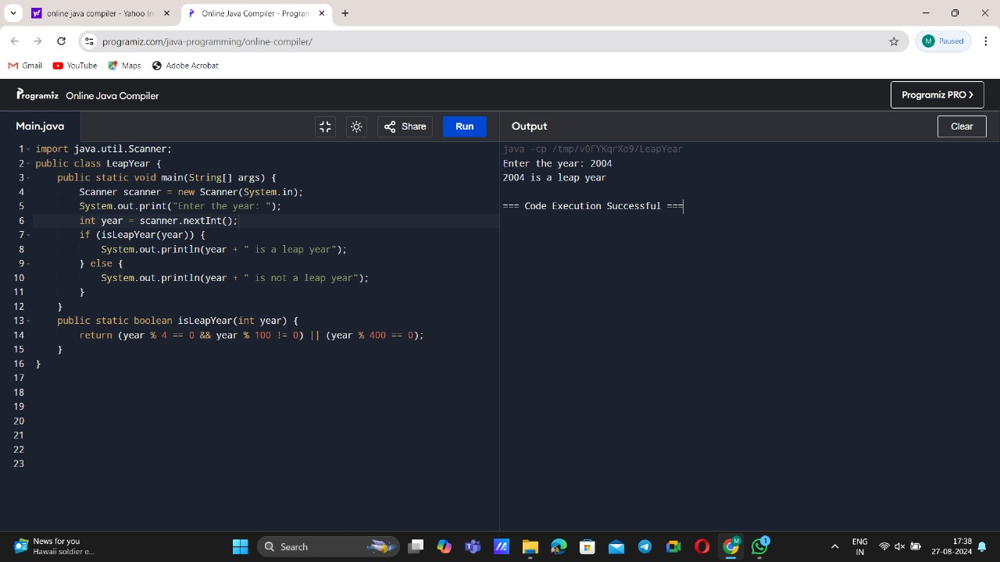 online java compiler - Yahoo In
Online Java Compiler - Program
programiz.com/java-programming/online-compiler/
M Paused
Gmail YouTube Maps Adobe Acrobat
Programiz Online Java Compiler
Programiz PRO
Main.java
Share
Run
Output
Clear
1 import java.util.Scanner;
2 public class LeapYear {
3 public static void main(String[] args) {
4 Scanner scanner = new Scanner(System.in);
5 System.out.print("Enter the year: ");
6 int year = scanner.nextInt();
7 if (isLeapYear(year)) {
8 System.out.println(year + " is a leap year");
9 } else {
10 System.out.println(year + " is not a leap year");
11 }
12 }
13 public static boolean isLeapYear(int year) {
14 return (year % 4 == 0 && year % 100 != 0) || (year % 400 == 0);
15 }
16 }
17
18
19
20
21
22
23
java -cp /tmp/vOFYKqrXo9/LeapYear
Enter the year: 2004
2004 is a leap year
=== Code Execution Successful ===
News for you
Hawaii soldier e...
Search
M
1
ENG
IN
17:38
27-08-2024